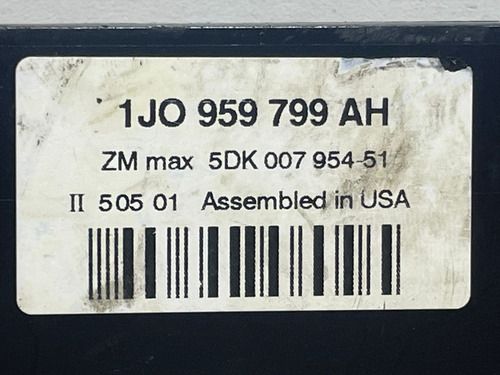 1JO 959 799 AH
ZM max 5DK 007 954-51
II 505 01 Assembled in USA